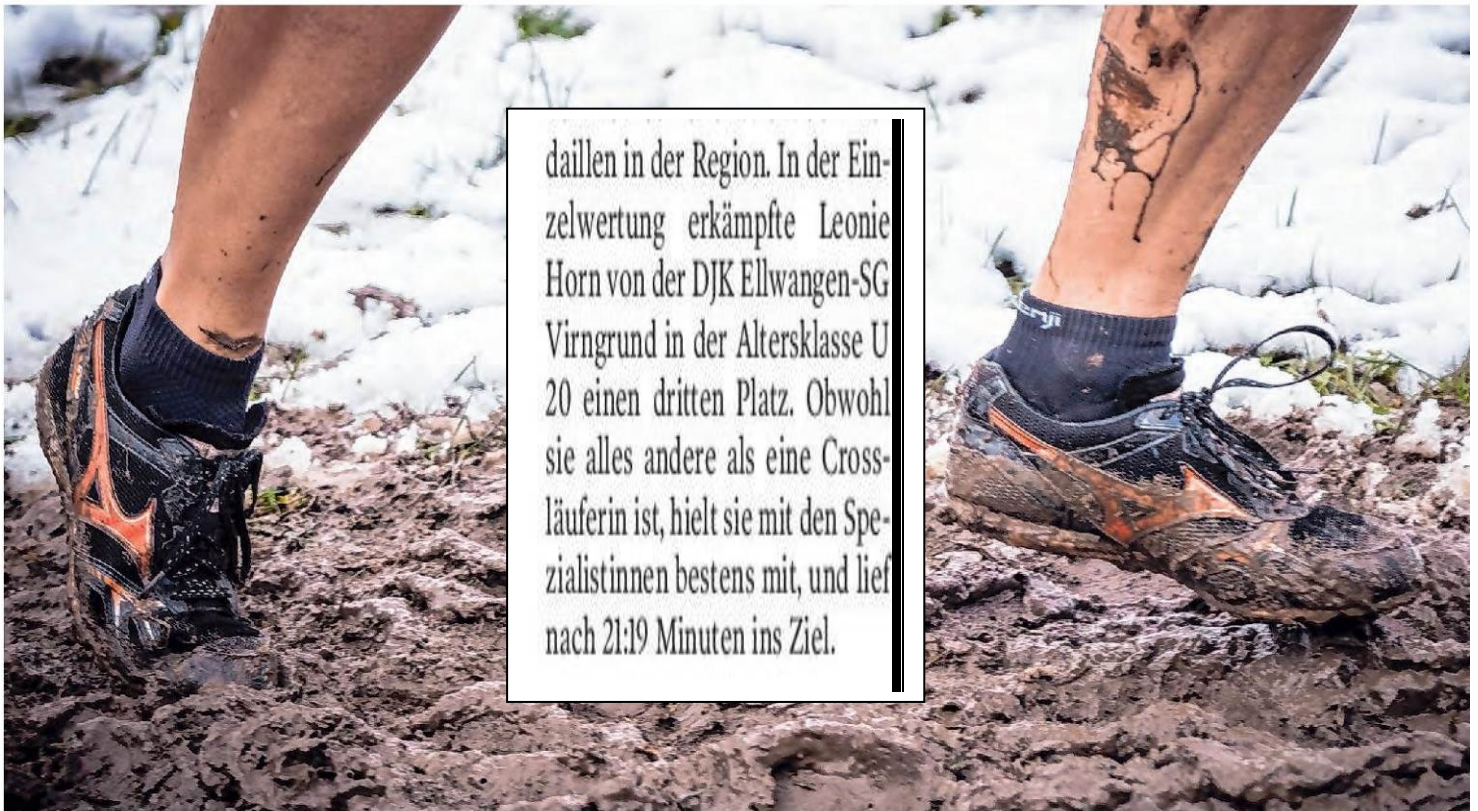 daillen in der Region. In der Ein-
zelwertung erkämpfte Leonie
Horn von der DJK Ellwangen-SG
Virngrund in der Altersklasse U
20 einen dritten Platz. Obwohl
sie alles andere als eine Cross-
läuferin ist, hielt sie mit den Spe-
zialistinnen bestens mit, und lief
nach 21:19 Minuten ins Ziel.